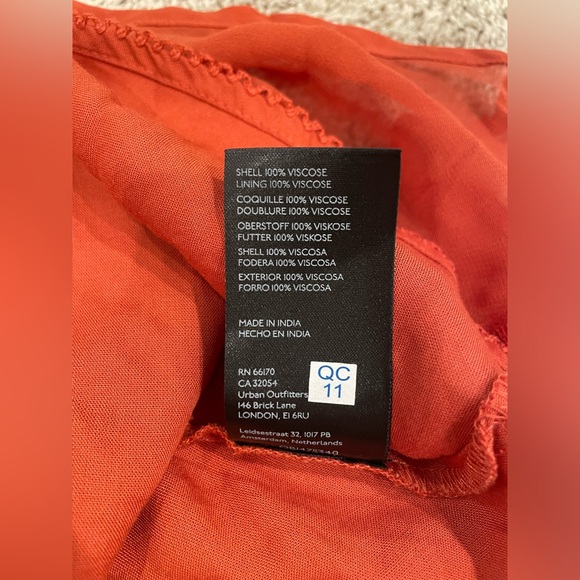 SHELL 100% VISCOSE
LINING 100% VISCOSE
COQUILLE 100% VISCOSE
DOUBLURE 100% VISCOSE
OBERSTOFF 100% VISKOSE
FUTTER 100% VISKOSE
SHELL 100% VISCOSA
FODERA 100% VISCOSA
EXTERIOR 100% VISCOSA
FORRO 100% VISCOSA
MADE IN INDIA
HECHO EN INDIA
RN 66170
CA 32054
Urban Outfitters
146 Brick Lane
LONDON, E1 6RU
QC
11
Leidsestraat 32, 1017 PB
Amsterdam, Netherlands